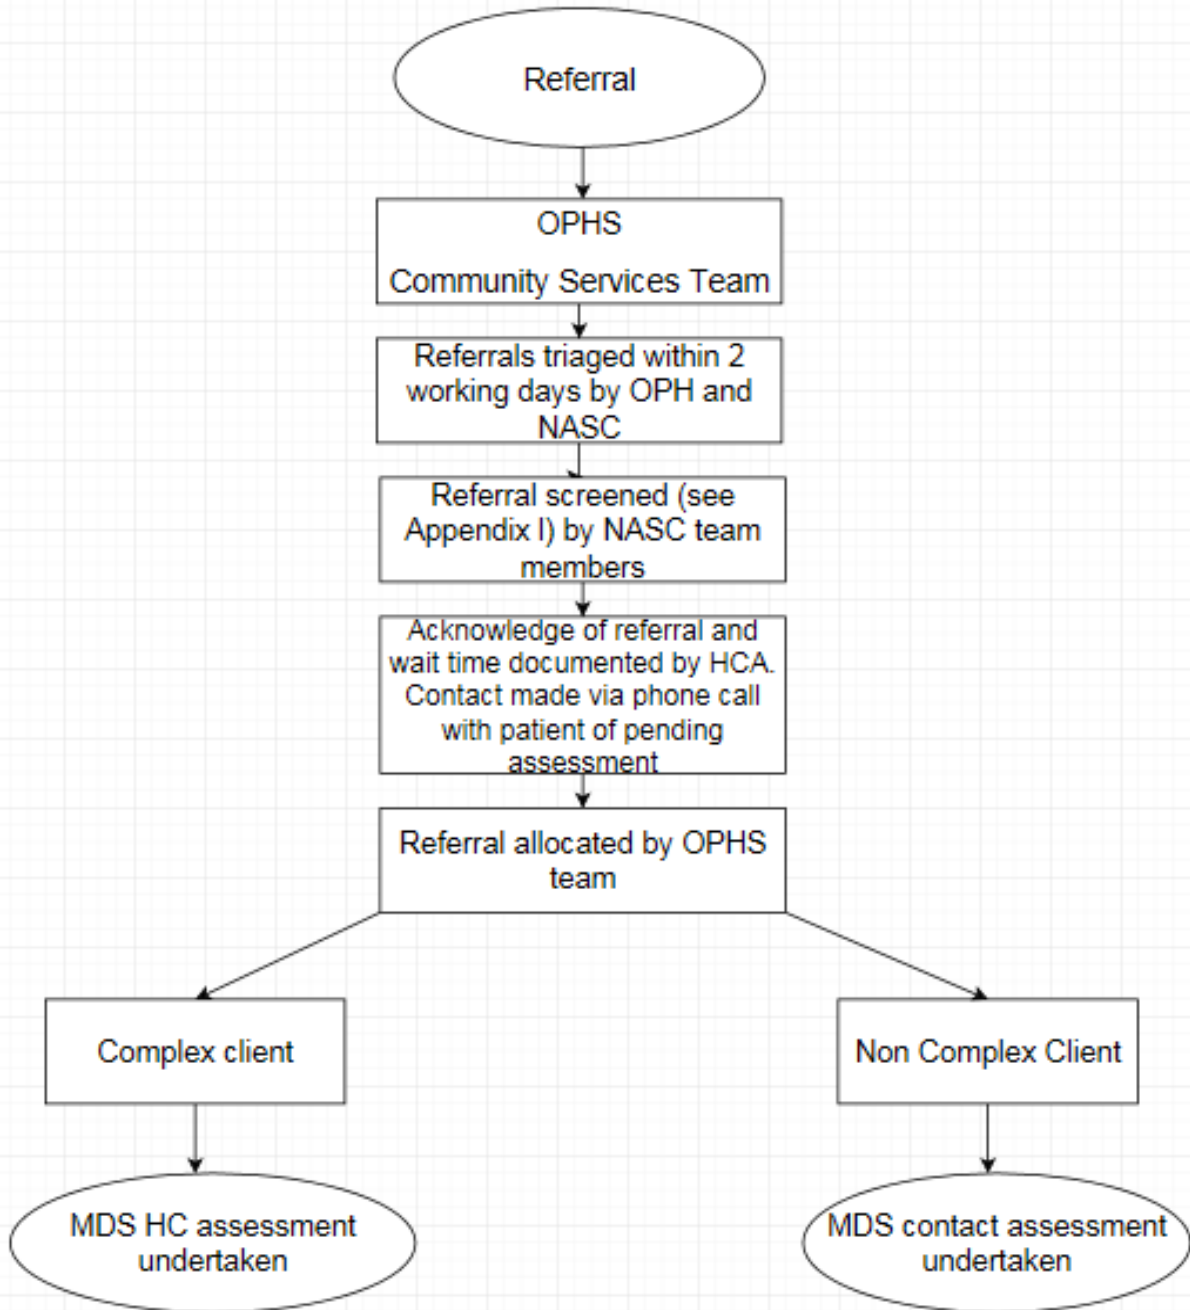 Referral
OPHS
Community Services Team
Referrals triaged within 2
working days by OPH and
NASC
Referral screened (see
Appendix I) by NASC team
members
Acknowledge of referral and
wait time documented by HCA.
Contact made via phone call
with patient of pending
assessment
Referral allocated by OPHS
team
Complex client
Non Complex Client
MDS HC assessment
undertaken
MDS contact assessment
undertaken